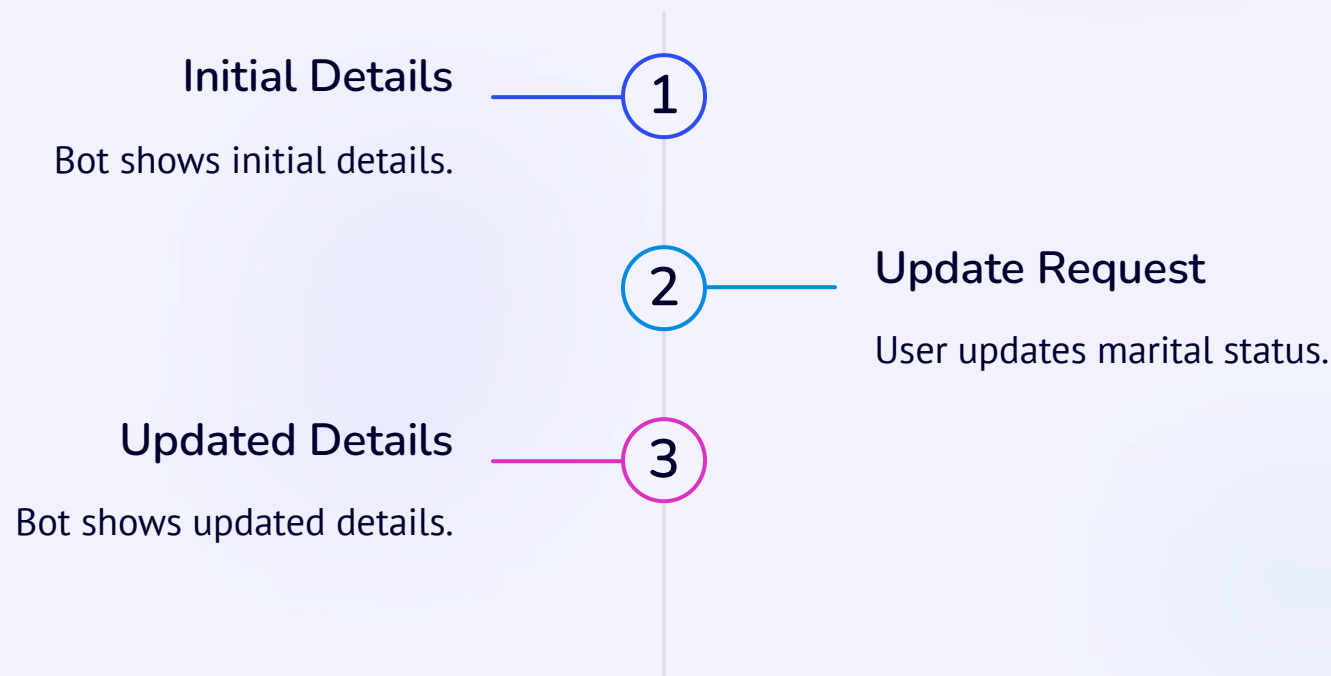 Initial Details
1
Bot shows initial details.
2
Update Request
User updates marital status.
Updated Details
3
Bot shows updated details.